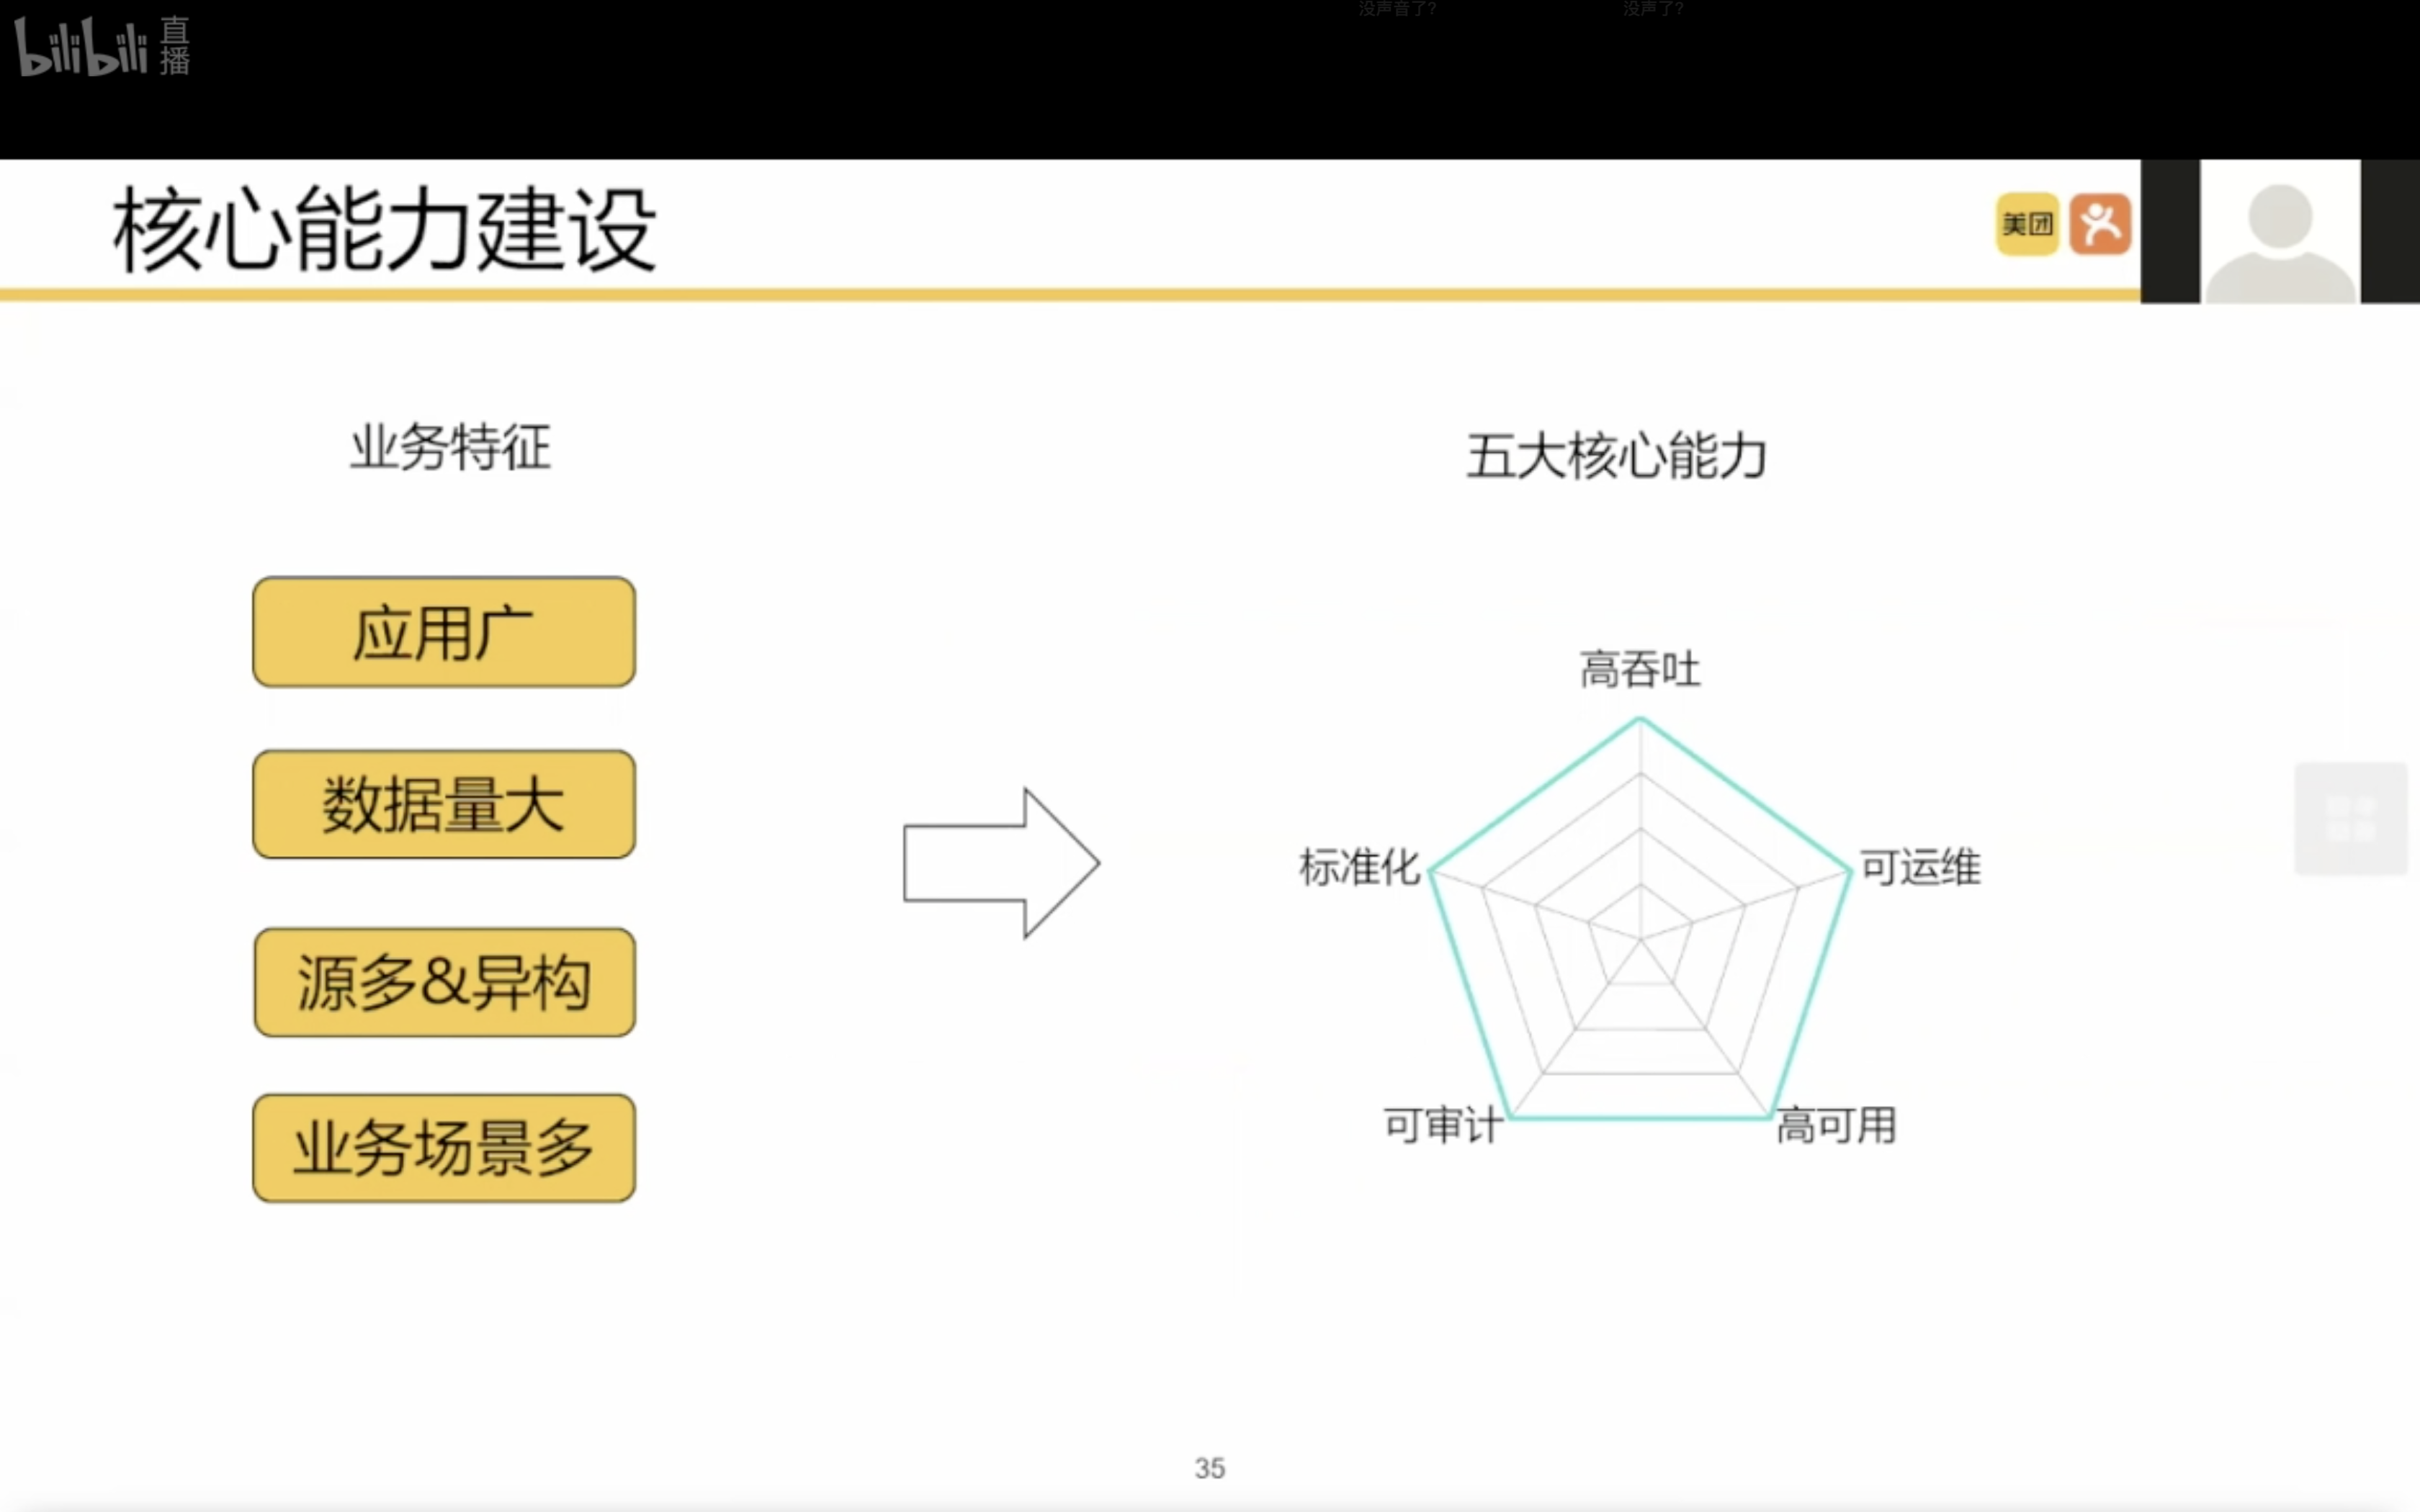 没声音了?
没声了?
bilibili 直播
核心能力建设
美团
业务特征
五大核心能力
应用广
数据量大
源多&异构
业务场景多
高吞吐
标准化
可运维
可审计
高可用
35